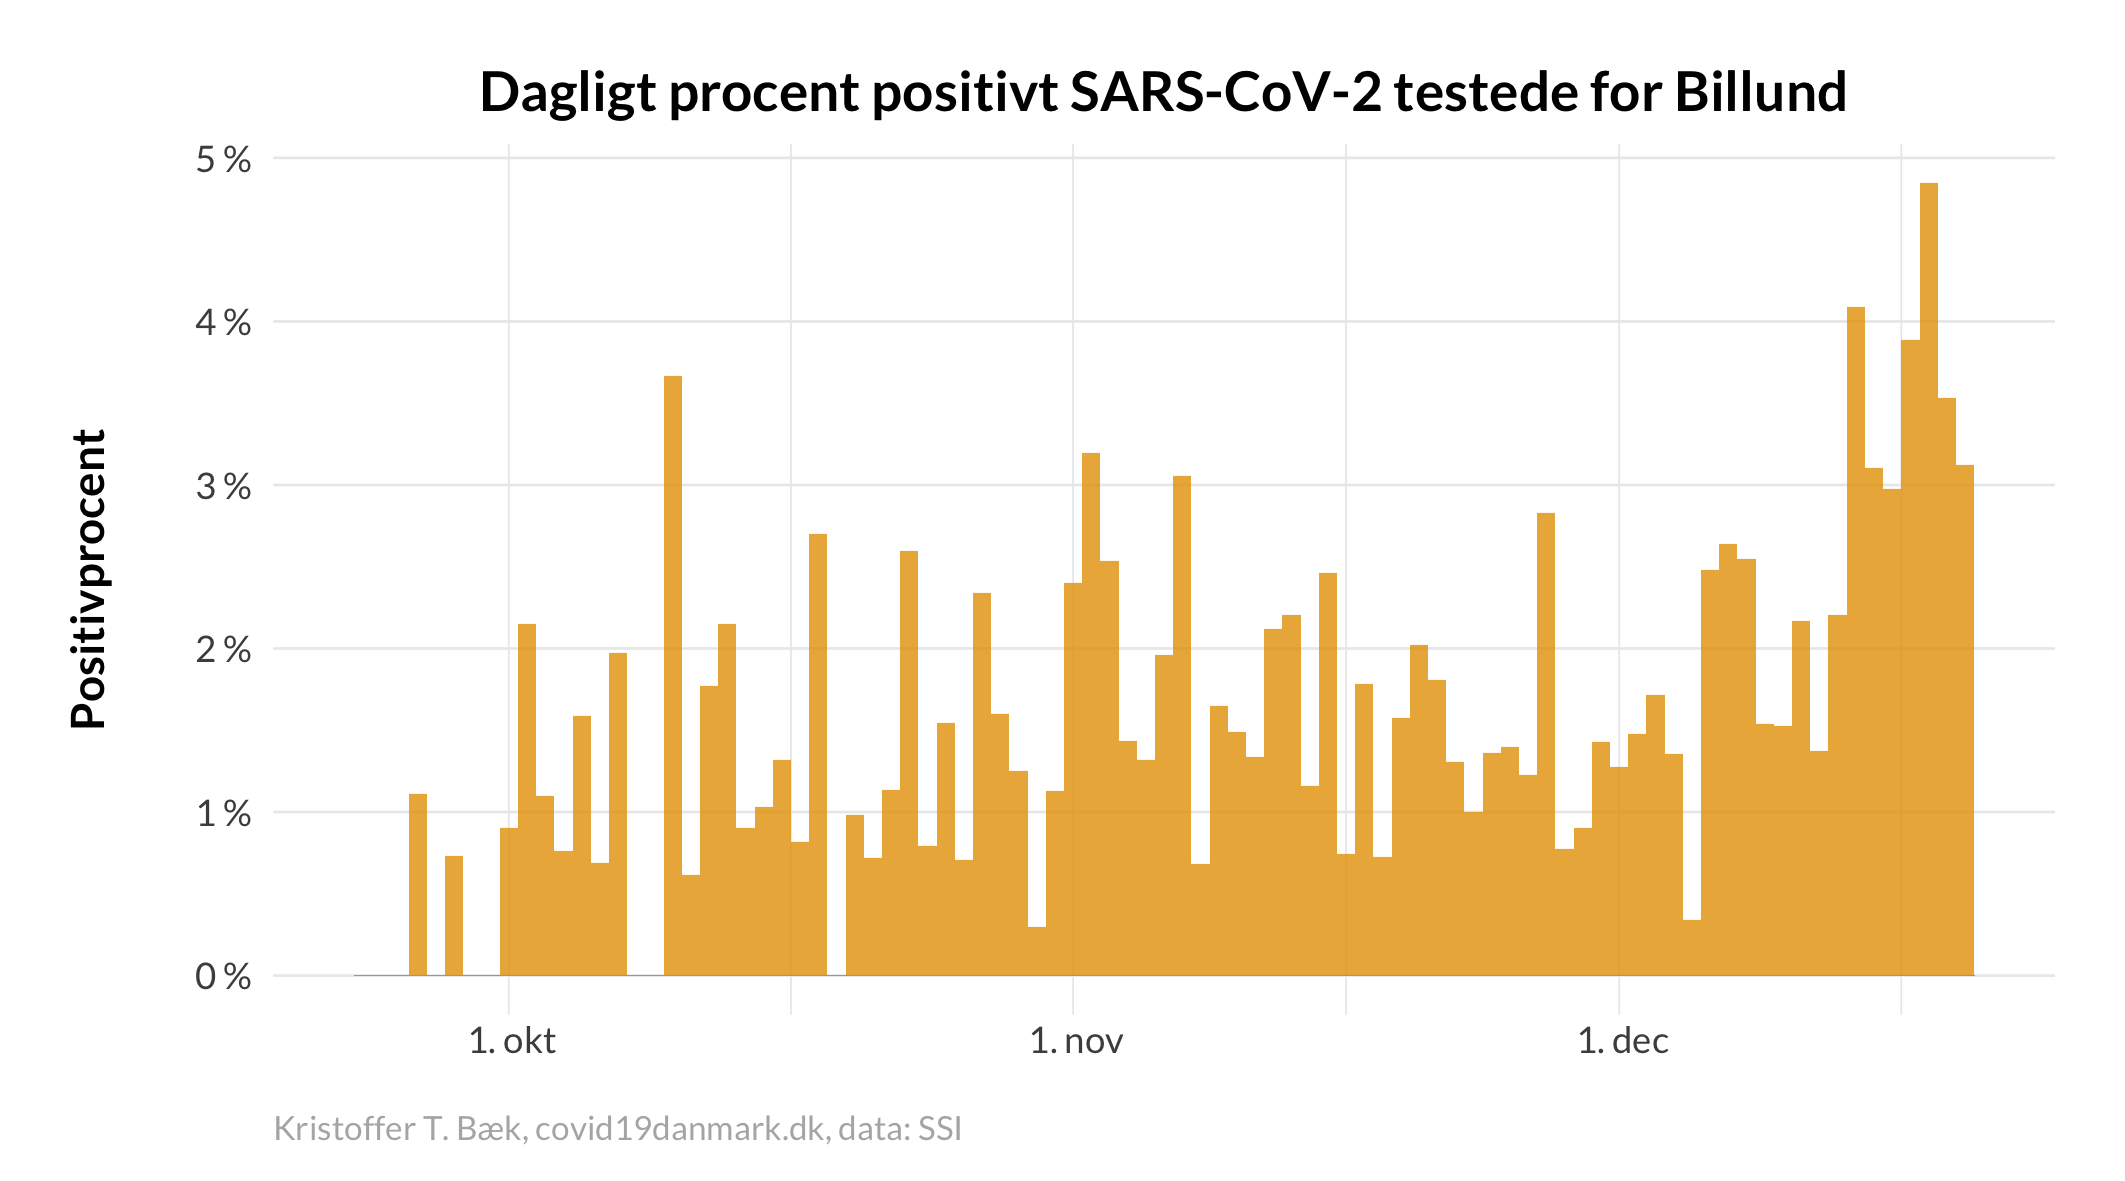 Dagligt procent positivt SARS-CoV-2 testede for Billund
Positivprocent
5 %
4 %
3 %
2 %
1 %
0 %
1. okt
1. nov
1. dec
Kristoffer T. Bæk, covid19danmark.dk, data: SSI